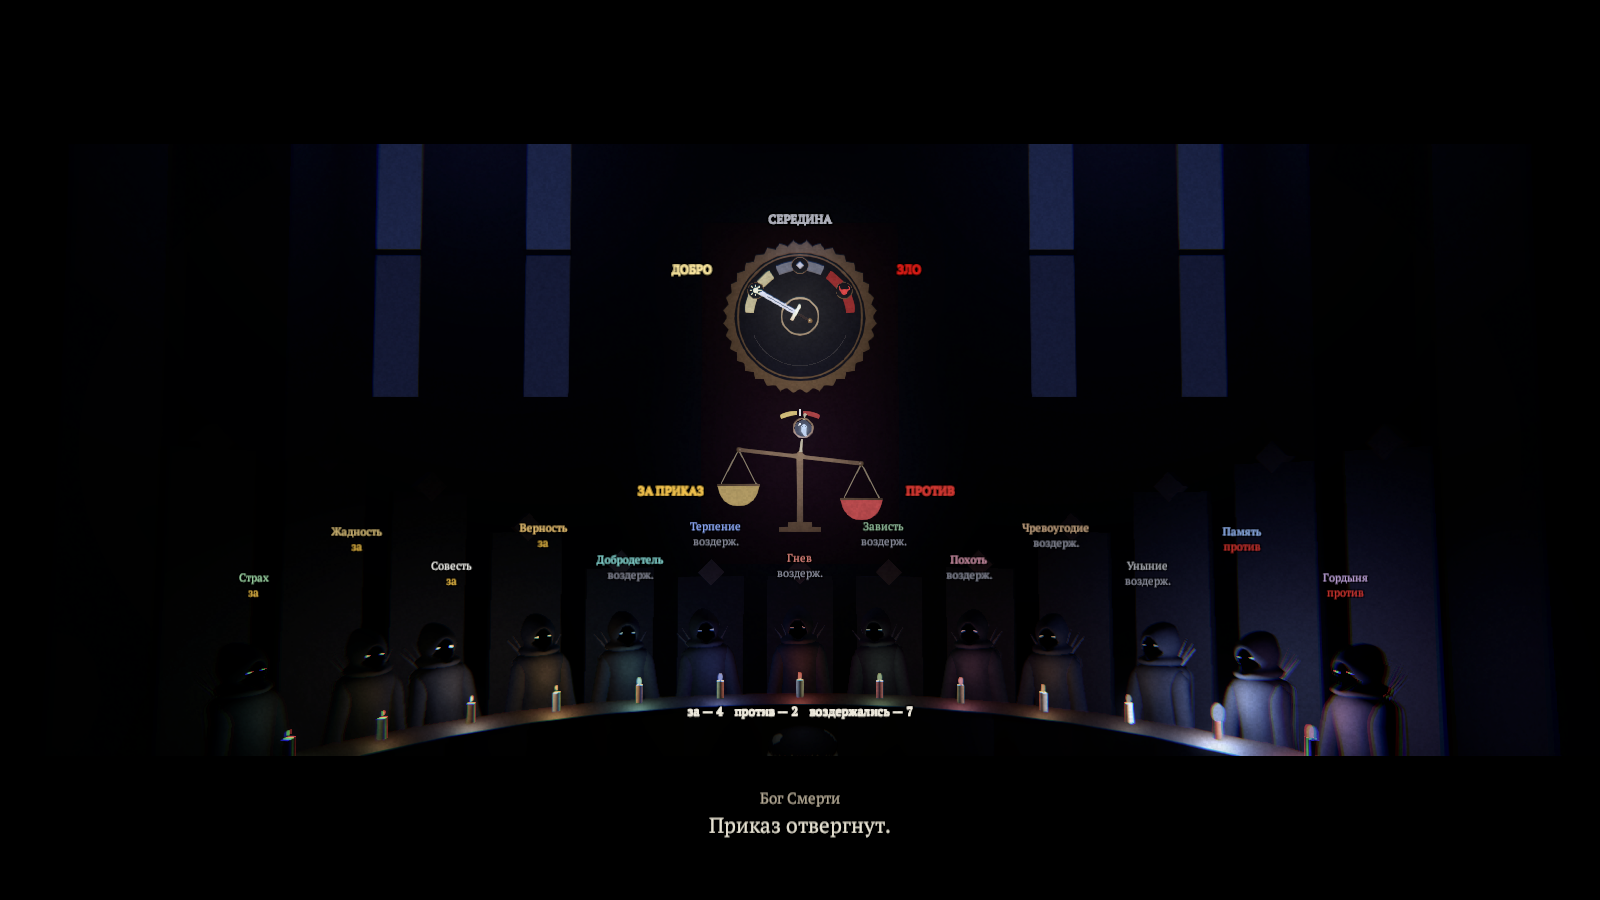 СЕРЕДИНА
ДОБРО
ЗЛО
ЗА ПРИКАЗ
ПРОТИВ
Страх
за
Жадность
за
Совесть
за
Верность
за
Добродетель
воздерж.
Терпение
воздерж.
Гнев
воздерж.
Зависть
воздерж.
Похоть
воздерж.
Чревоугодие
воздерж.
Уныние
воздерж.
Память
против
Гордыня
против
за — 4 против — 2 воздержались — 7
Бог Смерти
Приказ отвергнут.